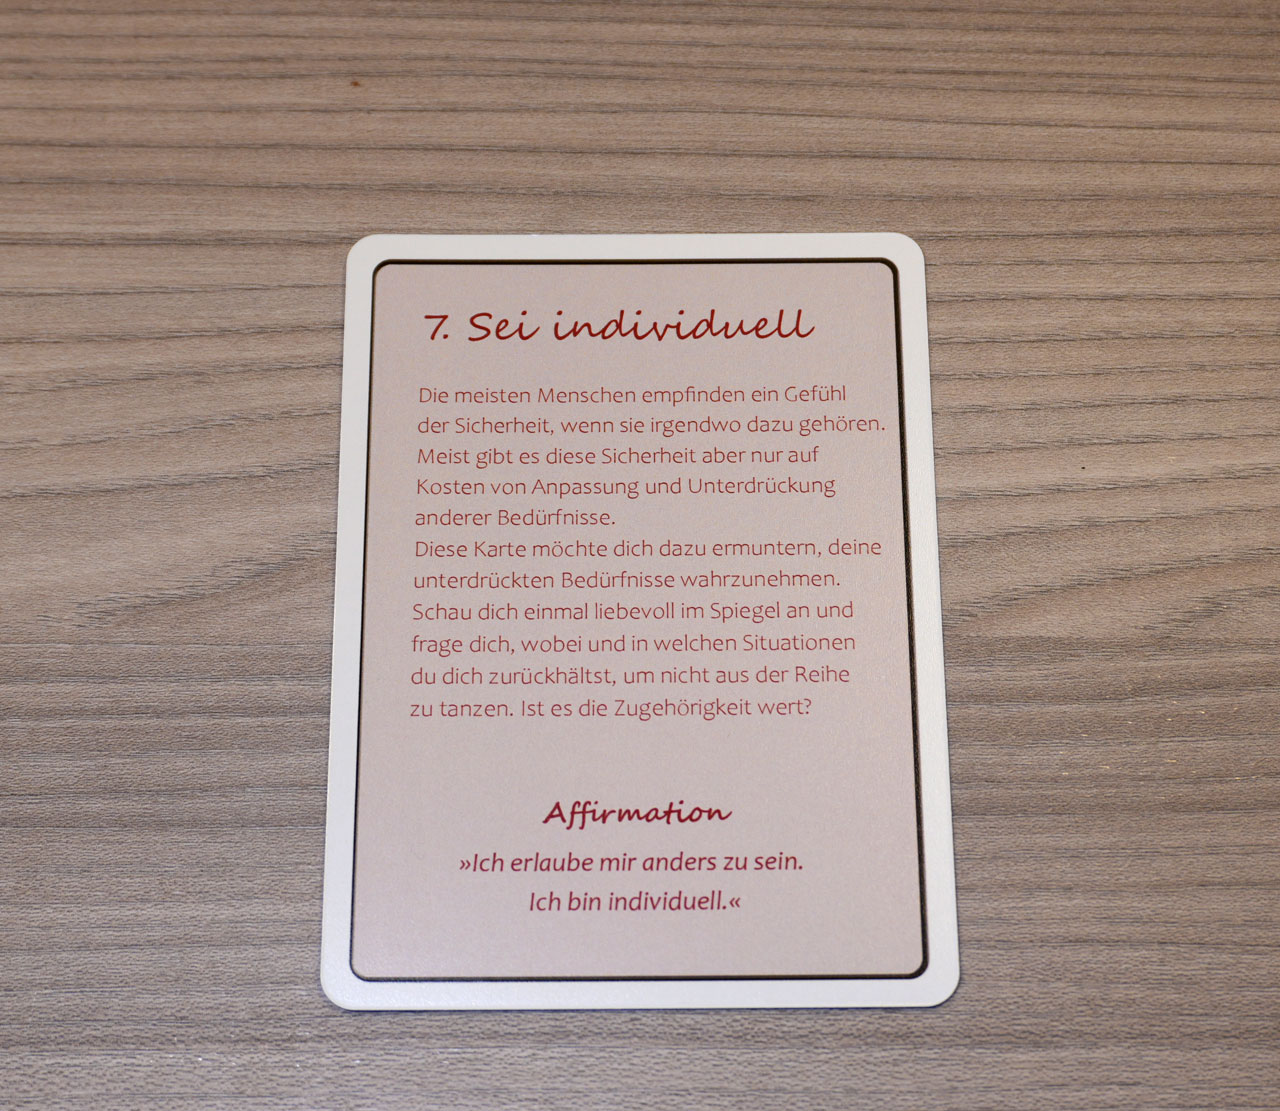 7. Sei individuell
Die meisten Menschen empfinden ein Gefühl
der Sicherheit, wenn sie irgendwo dazu gehören.
Meist gibt es diese Sicherheit aber nur auf
Kosten von Anpassung und Unterdrückung
anderer Bedürfnisse.
Diese Karte möchte dich dazu ermuntern, deine
unterdrückten Bedürfnisse wahrzunehmen.
Schau dich einmal liebevoll im Spiegel an und
frage dich, wobei und in welchen Situationen
du dich zurückhältst, um nicht aus der Reihe
zu tanzen. Ist es die Zugehörigkeit wert?
Affirmation
»Ich erlaube mir anders zu sein.
Ich bin individuell.«